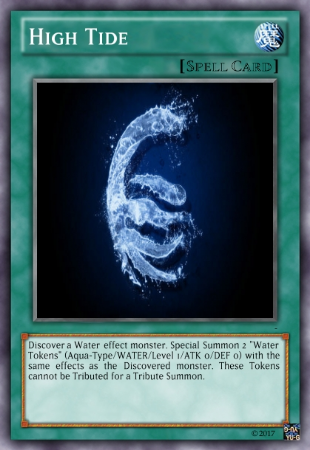 High Tide
[Spell Card]
Discover a Water effect monster. Special Summon 2 "Water
Tokens" (Aqua-Type/WATER/Level 1/ATK 0/DEF 0) with the
same effects as the Discovered monster. These Tokens
cannot be Tributed for a Tribute Summon.
©2017